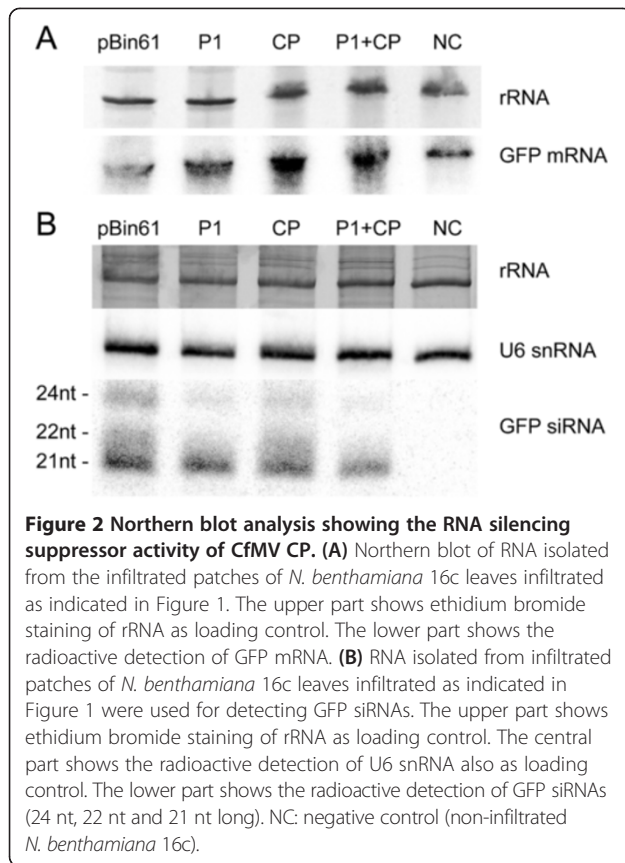 A
pBin61 P1 CP P1+CP NC
rRNA
GFP mRNA
B
pBin61 P1 CP P1+CP NC
rRNA
U6 snRNA
24nt -
22nt -
GFP siRNA
21nt -
Figure 2 Northern blot analysis showing the RNA silencing
suppressor activity of CfMV CP. (A) Northern blot of RNA isolated
from the infiltrated patches of N. benthamiana 16c leaves infiltrated
as indicated in Figure 1. The upper part shows ethidium bromide
staining of rRNA as loading control. The lower part shows the
radioactive detection of GFP mRNA. (B) RNA isolated from infiltrated
patches of N. benthamiana 16c leaves infiltrated as indicated in
Figure 1 were used for detecting GFP siRNAs. The upper part shows
ethidium bromide staining of rRNA as loading control. The central
part shows the radioactive detection of U6 snRNA also as loading
control. The lower part shows the radioactive detection of GFP siRNAs
(24 nt, 22 nt and 21 nt long). NC: negative control (non-infiltrated
N. benthamiana 16c).